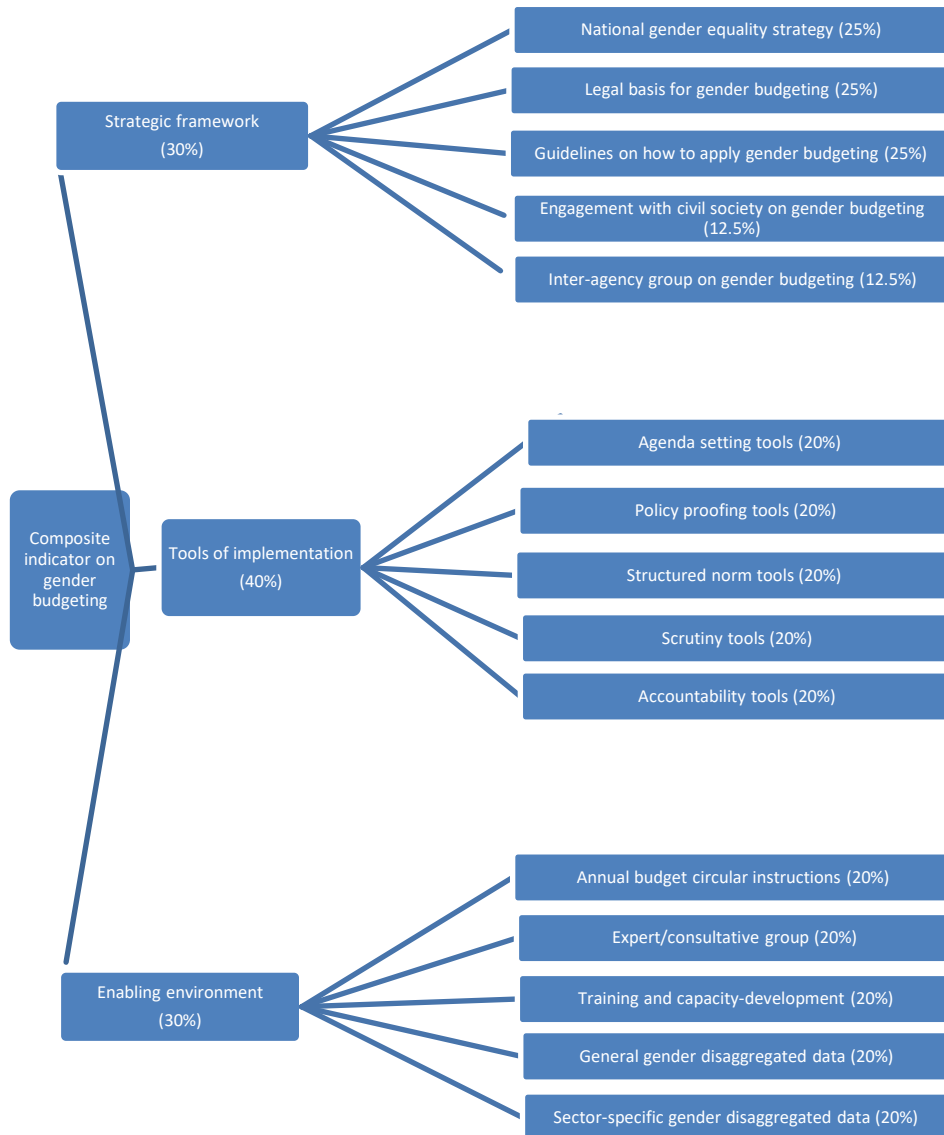 National gender equality strategy (25%)
Legal basis for gender budgeting (25%)
Strategic framework
(30%)
Guidelines on how to apply gender budgeting (25%)
Engagement with civil society on gender budgeting
(12.5%)
Inter-agency group on gender budgeting (12.5%)
Agenda setting tools (20%)
Policy proofing tools (20%)
Composite
indicator on
gender
budgeting
Tools of implementation
(40%)
Structured norm tools (20%)
Scrutiny tools (20%)
Accountability tools (20%)
Annual budget circular instructions (20%)
Expert/consultative group (20%)
Enabling environment
(30%)
Training and capacity-development (20%)
General gender disaggregated data (20%)
Sector-specific gender disaggregated data (20%)